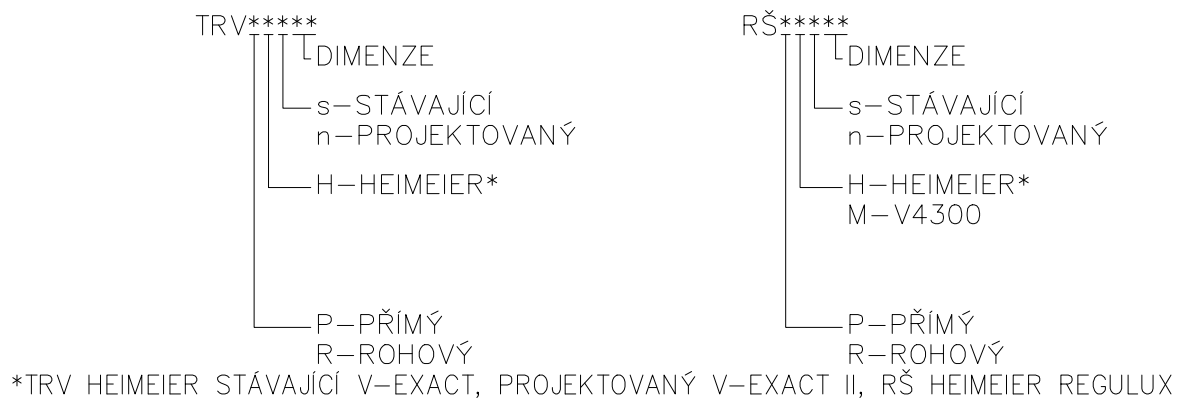 TRV***** RŠ*****
DIMENZE DIMENZE
s-STÁVAJÍCÍ s-STÁVAJÍCÍ
n-PROJEKTOVANÝ n-PROJEKTOVANÝ
H-HEIMEIER* H-HEIMEIER*
M-V4300
P-PŘÍMÝ P-PŘÍMÝ
R-ROHOVÝ R-ROHOVÝ
*TRV HEIMEIER STÁVAJÍCÍ V-EXACT, PROJEKTOVANÝ V-EXACT II, RŠ HEIMEIER REGULUX